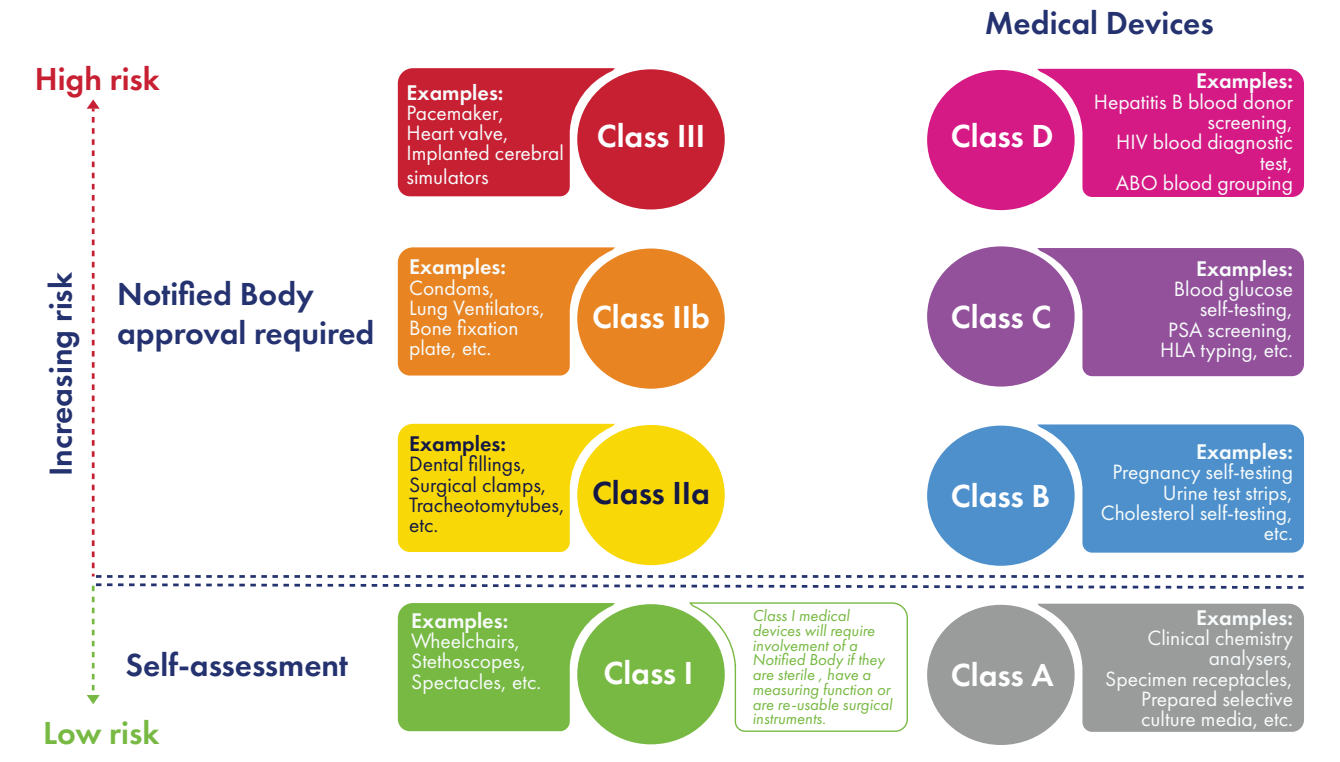 Medical Devices
High risk
Increasing risk
Notified Body
approval required
Self-assessment
Low risk
Examples:
Pacemaker,
Heart valve,
Implanted cerebral
simulators
Class III
Class D
Examples:
Hepatitis B blood donor
screening,
HIV blood diagnostic
test,
ABO blood grouping
Examples:
Condoms,
Lung Ventilators,
Bone fixation
plate, etc.
Class IIb
Class C
Examples:
Blood glucose
self-testing,
PSA screening,
HLA typing, etc.
Examples:
Dental fillings,
Surgical clamps,
Tracheotomytubes,
etc.
Class IIa
Class B
Examples:
Pregnancy self-testing
Urine test strips,
Cholesterol self-testing,
etc.
Examples:
Wheelchairs,
Stethoscopes,
Spectacles, etc.
Class I
Class I medical
devices will require
involvement of a
Notified Body if they
are sterile , have a
measuring function or
are re-usable surgical
instruments.
Class A
Examples:
Clinical chemistry
analysers,
Specimen receptacles,
Prepared selective
culture media, etc.